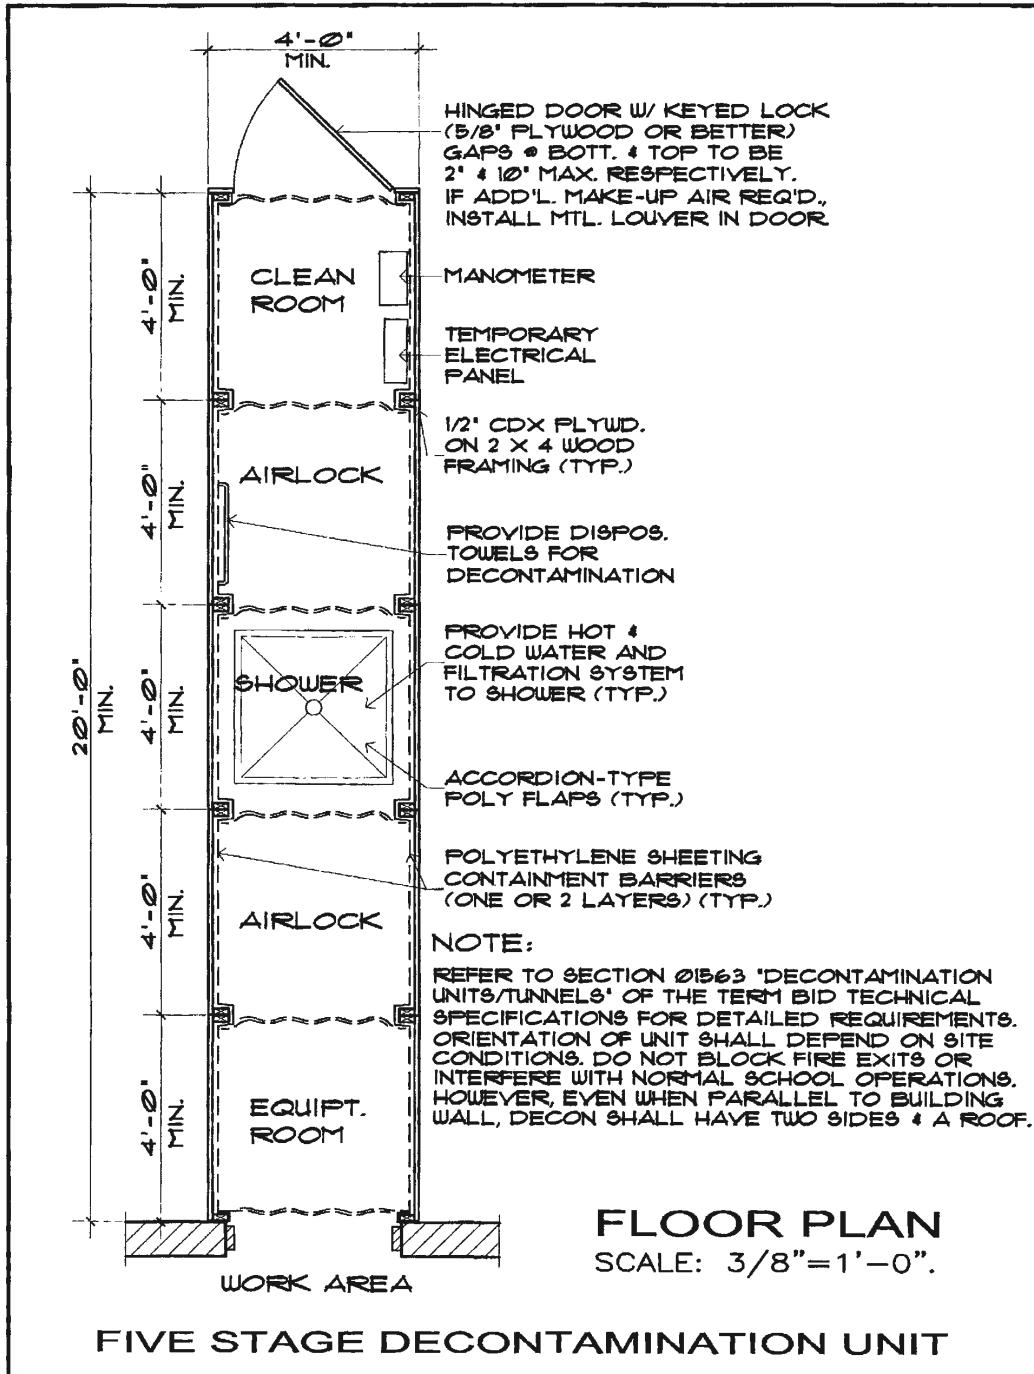 4'-0"
MIN.
HINGED DOOR W/ KEYED LOCK
(5/8" PLYWOOD OR BETTER)
GAPS @ BOTT. & TOP TO BE
2" & 10" MAX. RESPECTIVELY.
IF ADD'L. MAKE-UP AIR REQ'D.,
INSTALL MTL. LOUVER IN DOOR.
4'-0"
MIN.
CLEAN
ROOM
MANOMETER
TEMPORARY
ELECTRICAL
PANEL
1/2" CDX PLYWD.
ON 2 X 4 WOOD
FRAMING (TYP.)
4'-0"
MIN.
AIRLOCK
PROVIDE DISPOS.
TOWELS FOR
DECONTAMINATION
20'-0"
MIN.
4'-0"
MIN.
SHOWER
PROVIDE HOT &
COLD WATER AND
FILTRATION SYSTEM
TO SHOWER (TYP.)
ACCORDION-TYPE
POLY FLAPS (TYP.)
4'-0"
MIN.
AIRLOCK
POLYETHYLENE SHEETING
CONTAINMENT BARRIERS
(ONE OR 2 LAYERS) (TYP.)
NOTE:
REFER TO SECTION 01563 "DECONTAMINATION
UNITS/TUNNELS" OF THE TERM BID TECHNICAL
SPECIFICATIONS FOR DETAILED REQUIREMENTS.
ORIENTATION OF UNIT SHALL DEPEND ON SITE
CONDITIONS. DO NOT BLOCK FIRE EXITS OR
INTERFERE WITH NORMAL SCHOOL OPERATIONS.
HOWEVER, EVEN WHEN PARALLEL TO BUILDING
WALL, DECON SHALL HAVE TWO SIDES & A ROOF.
4'-0"
MIN.
EQUIPT.
ROOM
WORK AREA
FLOOR PLAN
SCALE: 3/8"=1'-0".
FIVE STAGE DECONTAMINATION UNIT